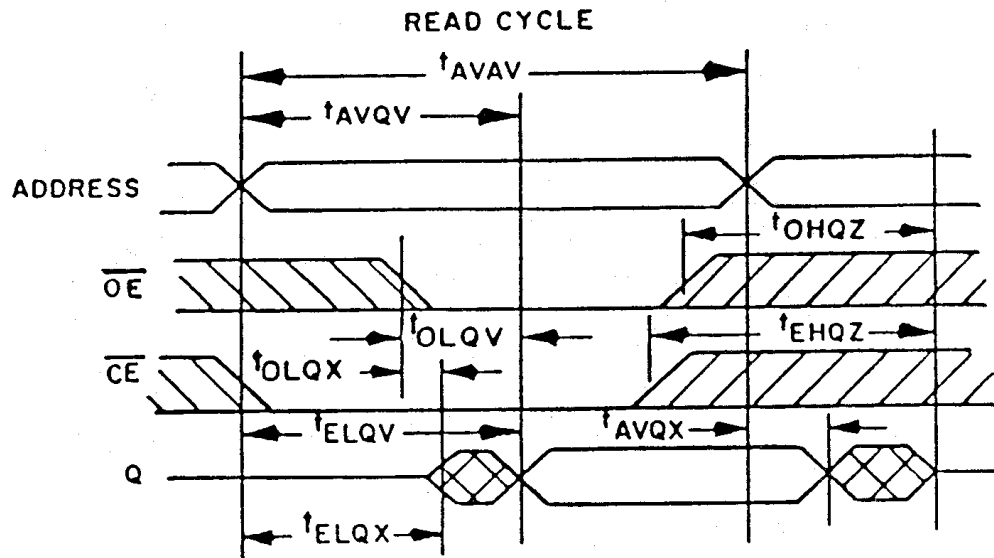 READ CYCLE
tAVAV
tAVQV
ADDRESS
tOHQZ
OE
tOLQV
tEHQZ
CE
tOLQX
tELQV
tAVQX
Q
tELQX